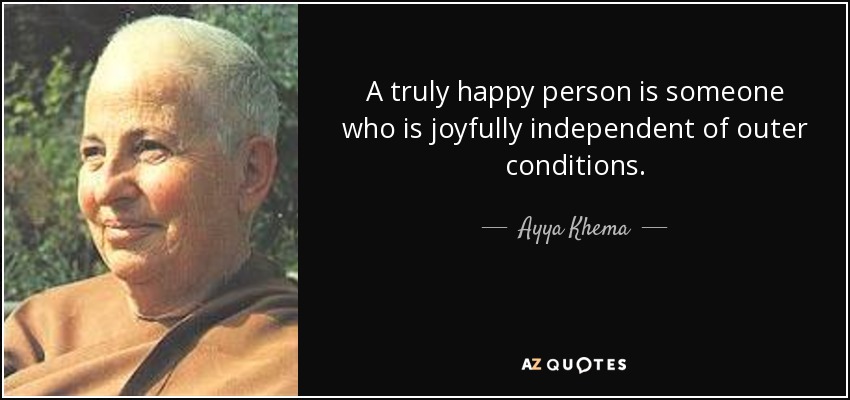 A truly happy person is someone
who is joyfully independent of outer
conditions.
Ayya Khema
AZ QUOTES